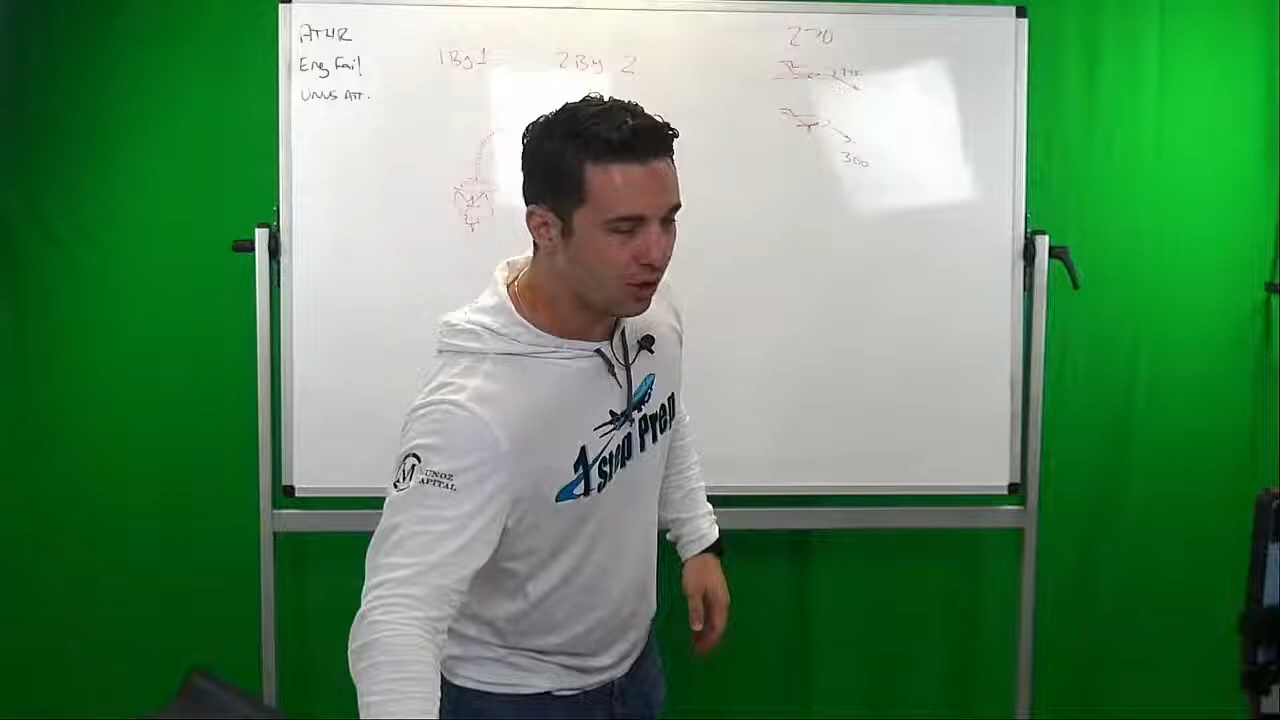 ATHR
Eng Fail
UNUS ATT.
1 By 1
2 By 2
270
300
1 Stop Prep
MUNOZ
CAPITAL